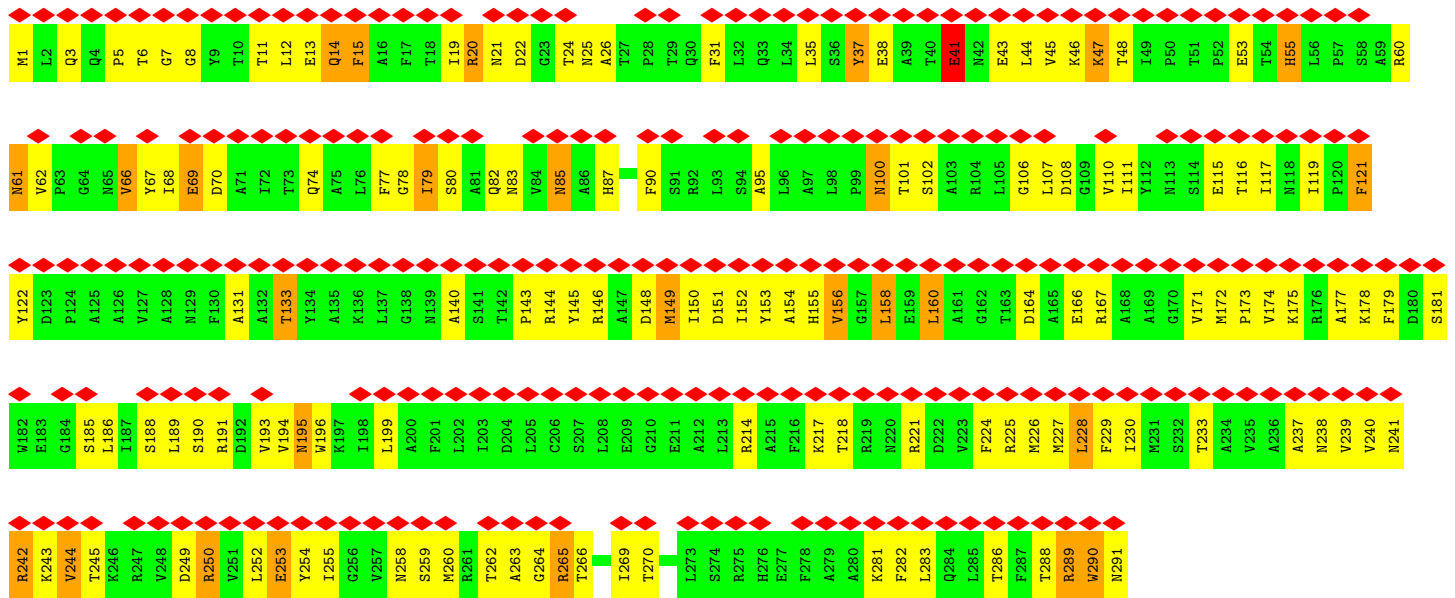 M1 L2 Q3 Q4 P5 T6 G7 G8 Y9 T10 T11 L12 E13 Q14 F15 A16 F17 T18 I19 R20 N21 D22 G23 T24 N25 A26 T27 P28 T29 Q30 F31 L32 Q33 L34 L35 S36 Y37 E38 A39 T40 E41 N42 E43 L44 V45 K46 K47 T48 I49 P50 T51 P52 E53 T54 H55 L56 P57 S58 A59 R60
N61 V62 P63 G64 N65 V66 Y67 I68 E69 D70 A71 I72 T73 Q74 A75 L76 F77 G78 I79 S80 A81 Q82 N83 V84 N85 A86 H87 F90 S91 R92 L93 S94 A95 L96 A97 L98 P99 N100 T101 S102 A103 R104 L105 G106 L107 D108 G109 V110 I111 Y112 N113 S114 E115 T116 I117 N118 I119 P120 F121
Y122 D123 P124 A125 A126 V127 A128 N129 F130 A131 A132 T133 Y134 A135 K136 L137 G138 N139 A140 S141 T142 P143 R144 Y145 R146 A147 D148 M149 I150 D151 I152 Y153 A154 H155 V156 G157 L158 E159 L160 A161 G162 T163 D164 A165 E166 R167 A168 A169 G170 V171 M172 P173 V174 K175 R176 A177 K178 F179 D180 S181
W182 E183 G184 S185 L186 I187 S188 L189 S190 R191 D192 V193 V194 N195 W196 K197 I198 L199 A200 F201 L202 I203 D204 L205 C206 S207 L208 E209 G210 E211 A212 L213 R214 A215 F216 K217 T218 R219 N220 R221 D222 V223 F224 R225 M226 M227 L228 F229 I230 M231 S232 T233 A234 V235 A236 A237 N238 V239 V240 N241
R242 K243 V244 T245 K246 R247 V248 D249 R250 V251 L252 E253 Y254 I255 G256 V257 N258 S259 M260 R261 T262 A263 G264 R265 T266 I269 T270 L273 S274 R275 H276 E277 F278 A279 A280 K281 F282 L283 Q284 L285 T286 F287 T288 R289 W290 N291